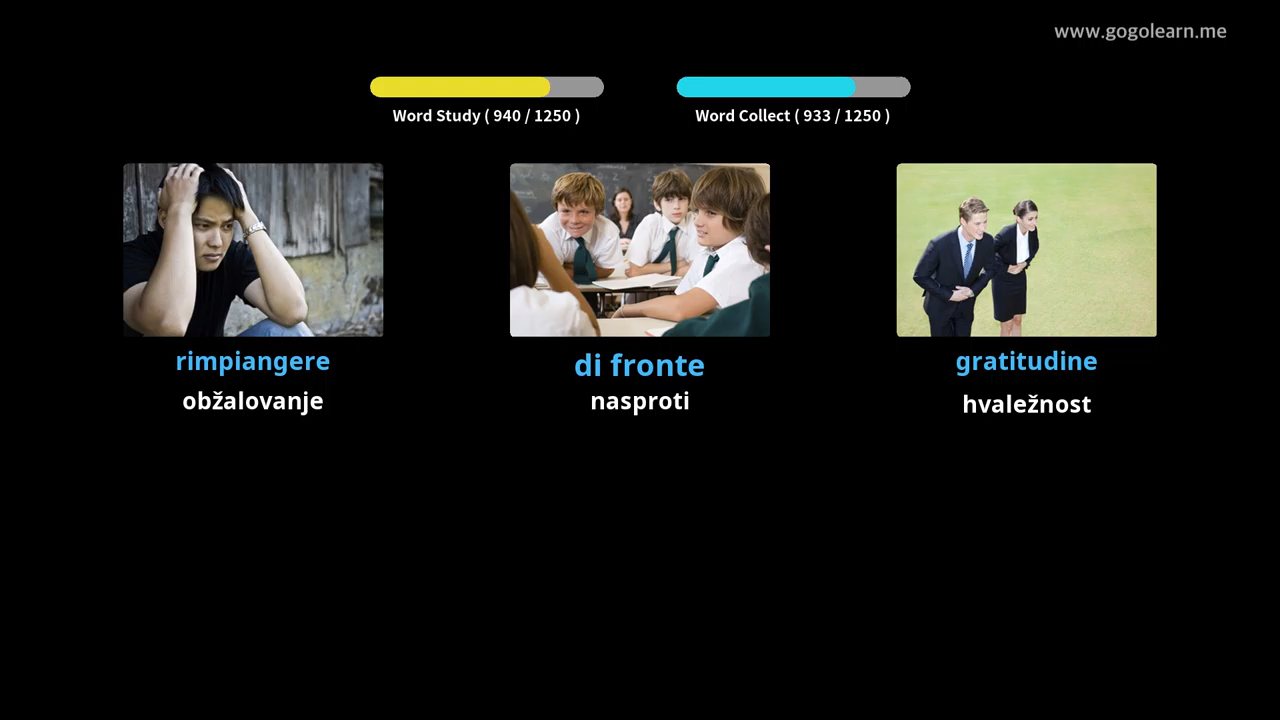 www.gogolearn.me
Word Study ( 940 / 1250 )
Word Collect ( 933 / 1250 )
rimpiangere
di fronte
gratitudine
obžalovanje
nasproti
hvaležnost